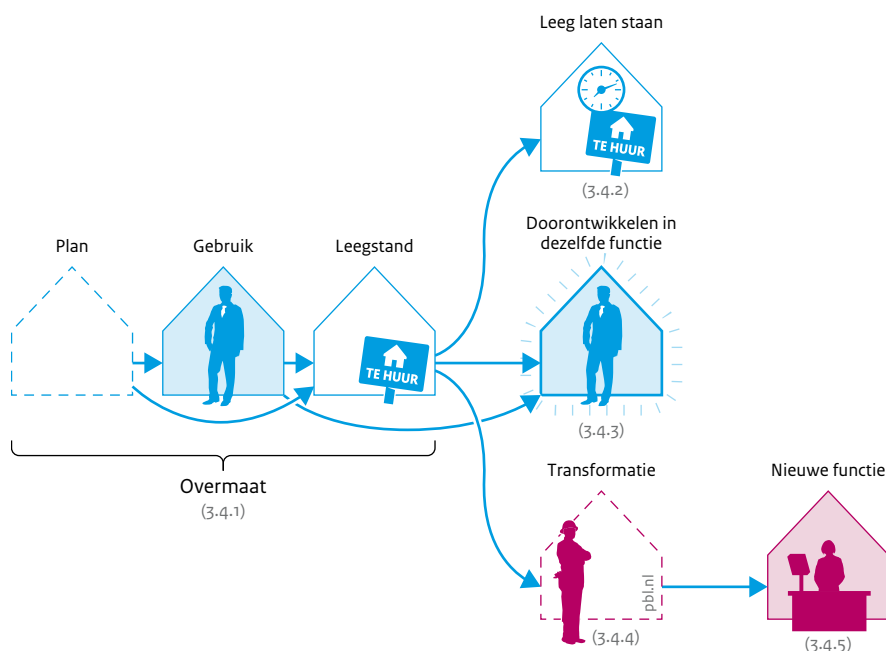 Leeg laten staan
TE HUUR
(3.4.2)
Plan
Gebruik
Leegstand
Doorontwikkelen in
dezelfde functie
TE HUUR
(3.4.3)
Overmaat
(3.4.1)
Transformatie
Nieuwe functie
pbl.nl
(3.4.4)
(3.4.5)